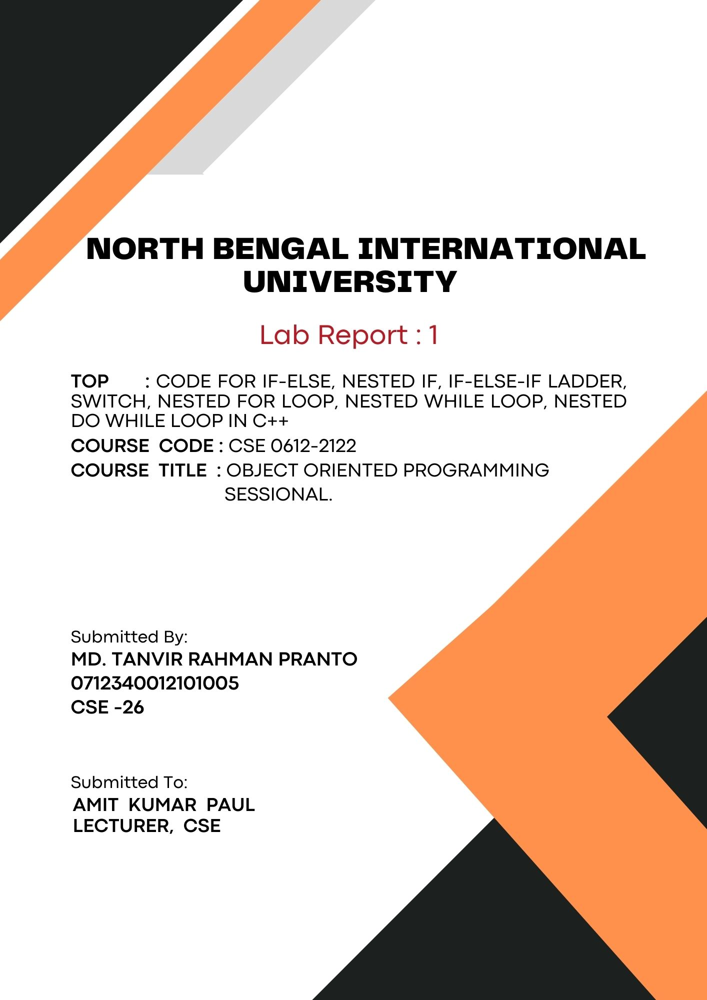 NORTH BENGAL INTERNATIONAL
UNIVERSITY
Lab Report : 1
TOP : CODE FOR IF-ELSE, NESTED IF, IF-ELSE-IF LADDER,
SWITCH, NESTED FOR LOOP, NESTED WHILE LOOP, NESTED
DO WHILE LOOP IN C++
COURSE CODE : CSE 0612-2122
COURSE TITLE : OBJECT ORIENTED PROGRAMMING
SESSIONAL.
Submitted By:
MD. TANVIR RAHMAN PRANTO
0712340012101005
CSE -26
Submitted To:
AMIT KUMAR PAUL
LECTURER, CSE